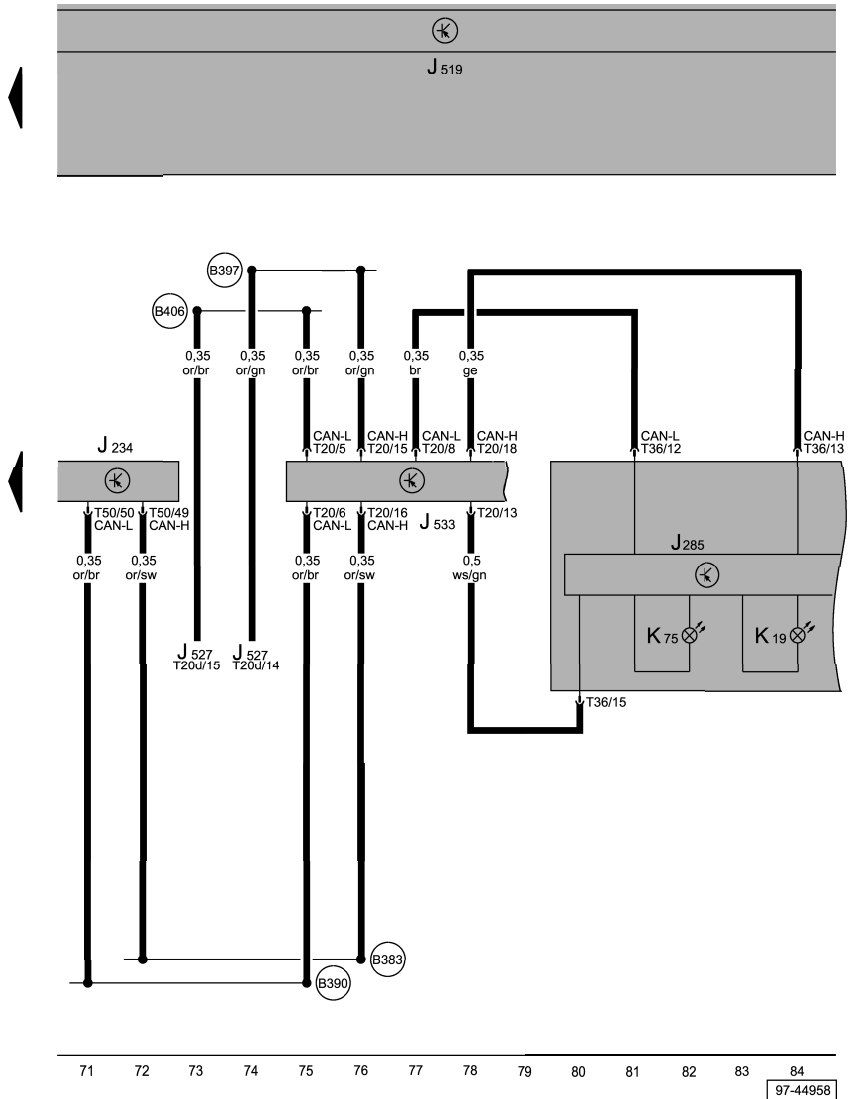 J 519
B397
B406
0,35 0,35 0,35 0,35 0,35 0,35
or/br or/gn or/br or/gn br ge
CAN-L CAN-H CAN-L CAN-H CAN-L CAN-H
T20/5 T20/15 T20/8 T20/18 T36/12 T36/13
J 234
T50/50 T50/49 T20/6 T20/16 J 533 T20/13
CAN-L CAN-H CAN-L CAN-H
J 285
0,35 0,35 0,35 0,35 0,5
or/br or/sw or/br or/sw ws/gn
K 75 K 19
J 527 J 527
T20d/15 T20d/14
T36/15
B383
B390
71 72 73 74 75 76 77 78 79 80 81 82 83 84
97-44958